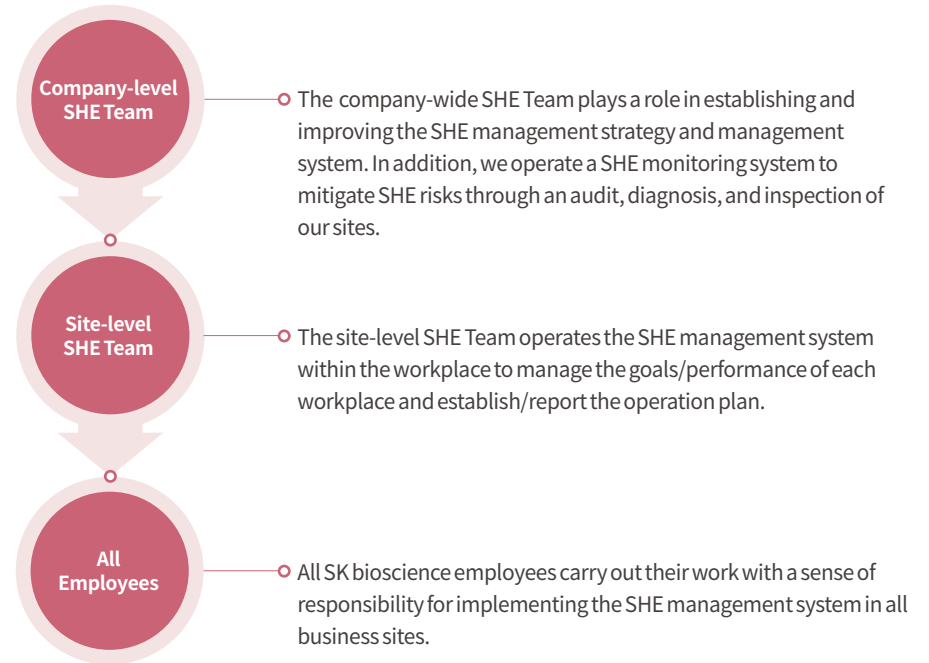 Company-level
SHE Team
The company-wide SHE Team plays a role in establishing and
improving the SHE management strategy and management
system. In addition, we operate a SHE monitoring system to
mitigate SHE risks through an audit, diagnosis, and inspection of
our sites.
Site-level
SHE Team
The site-level SHE Team operates the SHE management system
within the workplace to manage the goals/performance of each
workplace and establish/report the operation plan.
All
Employees
All SK bioscience employees carry out their work with a sense of
responsibility for implementing the SHE management system in all
business sites.